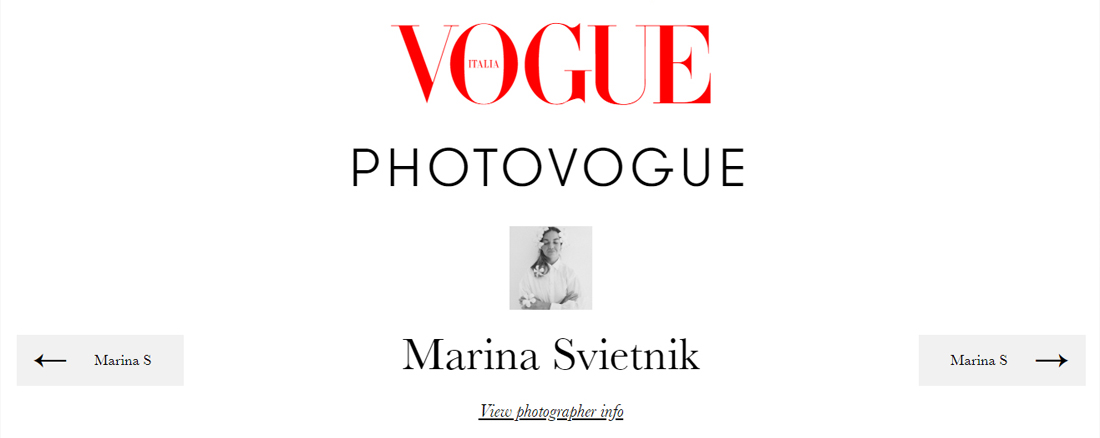 VOGUE
ITALIA
PHOTOVOGUE
Marina S
Marina Svietnik
Marina S
View photographer info